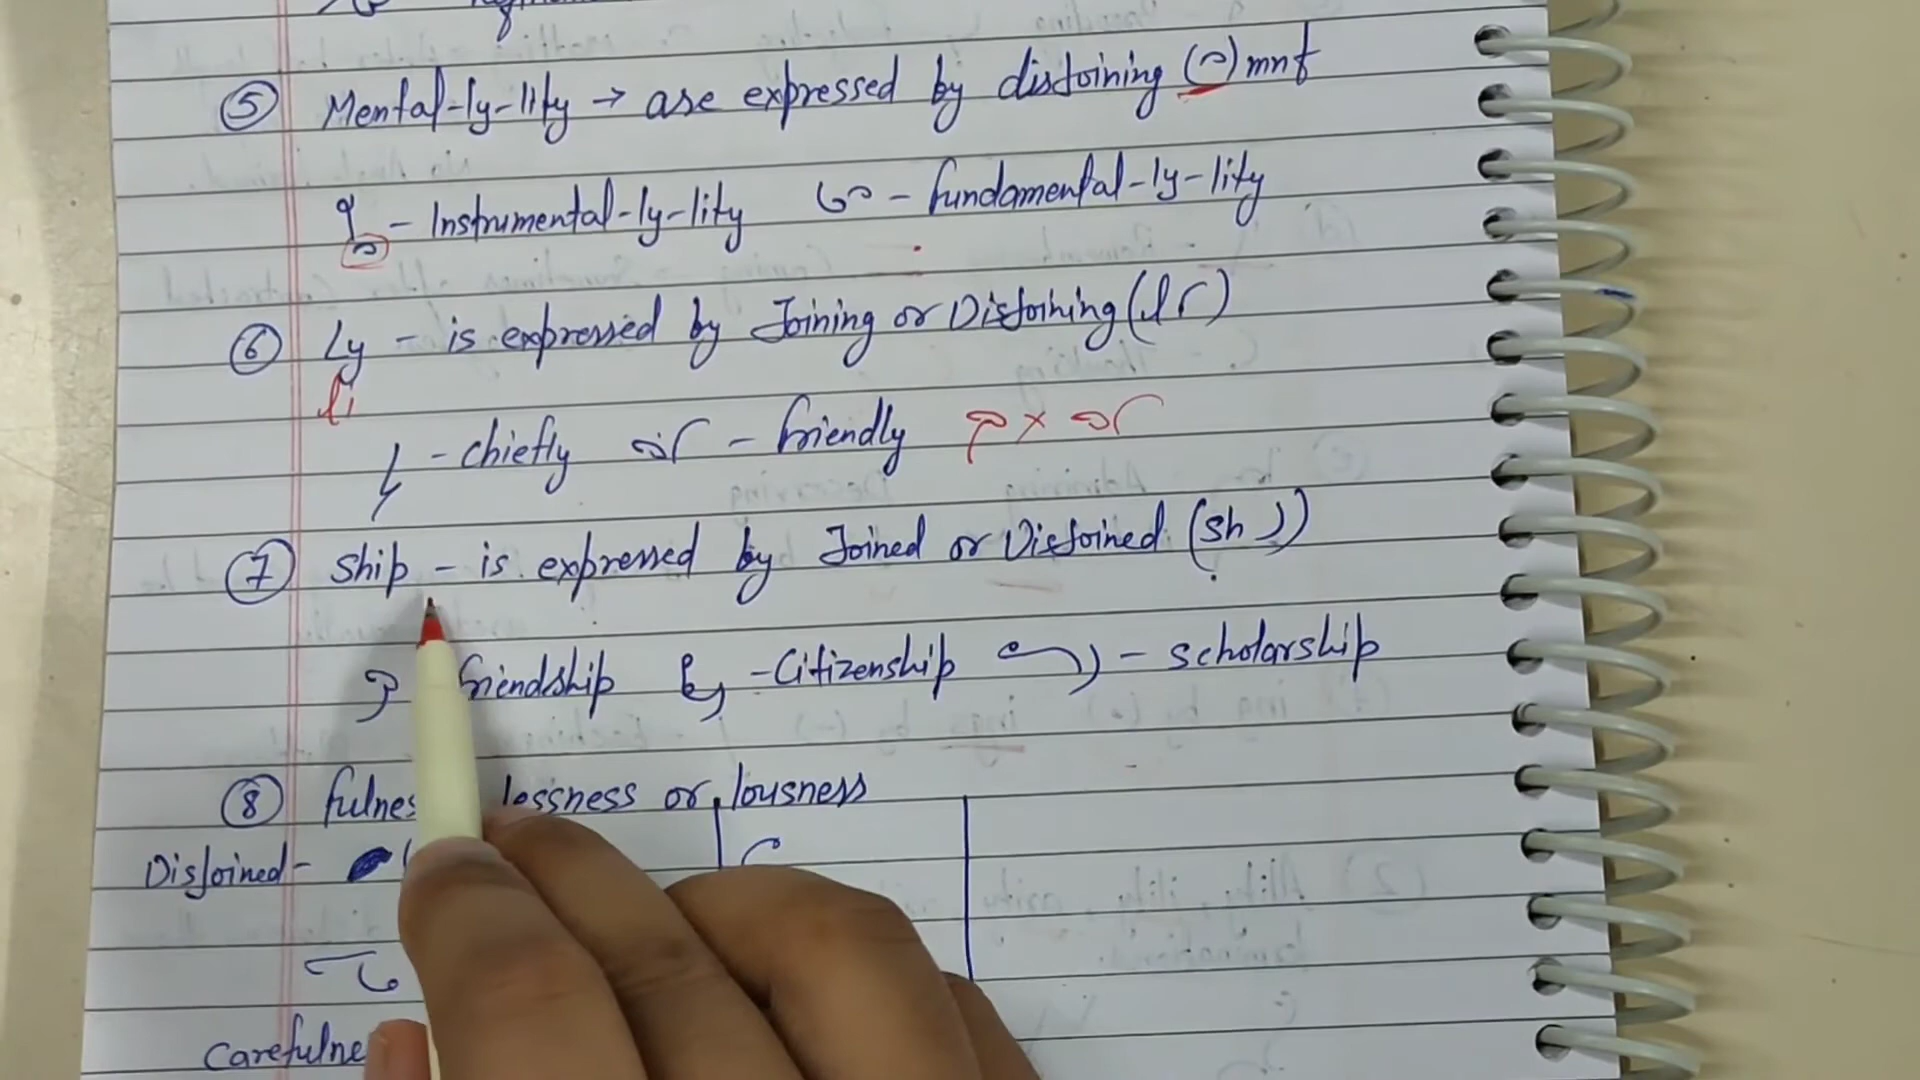 (5) Mental-ly-lity → are expressed by disjoining ( ) mnt
- Instrumental-ly-lity - fundamental-ly-lity
(6) Ly - is expressed by Joining or Disjoining (l )
li
- chiefly - friendly ×
(7) Ship - is expressed by Joined or Disjoined (sh ))
friendship - Citizenship - scholarship
(8) fulnes lessness or lousness
Disjoined-
Carefulne